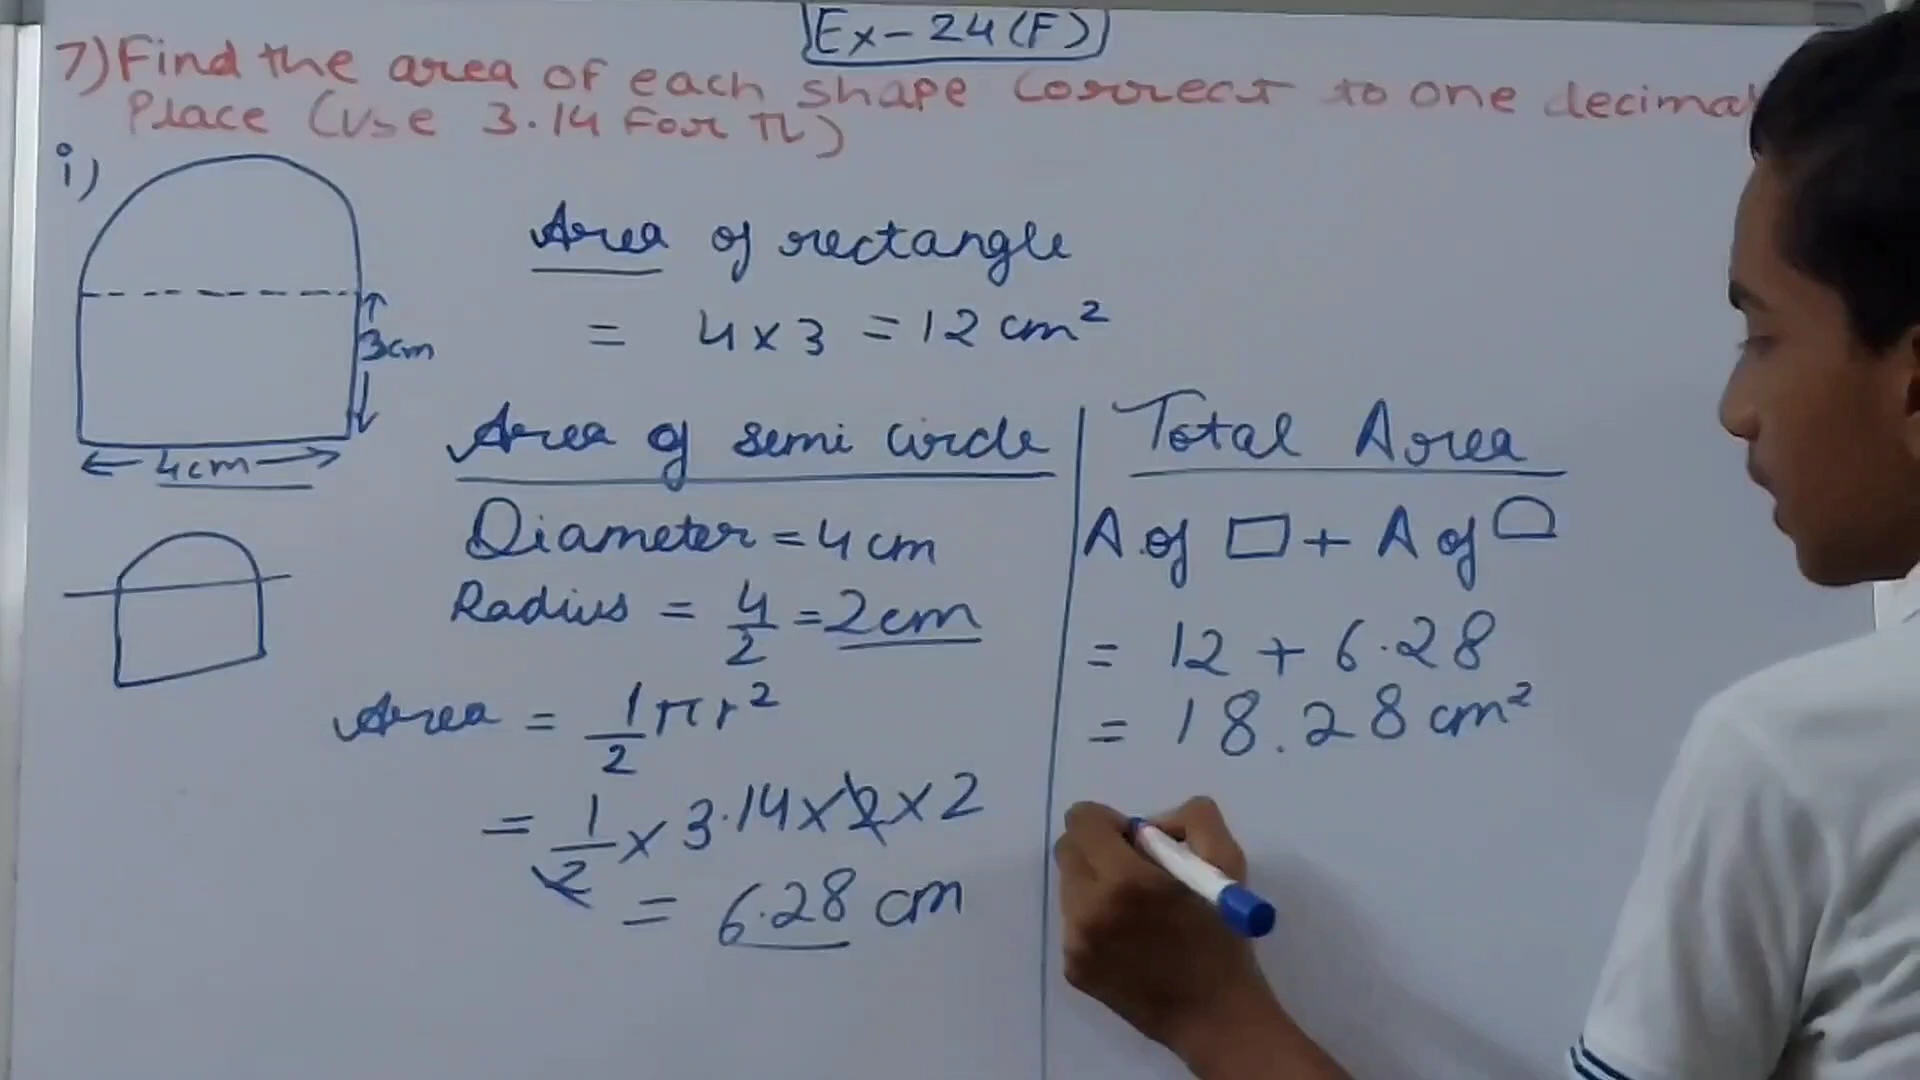 Ex-24(F)
7) Find the area of each shape correct to one decimal
Place (Use 3.14 For π)
i)
3cm
4cm
Area of rectangle
= 4 × 3 = 12 cm²
Area of semi circle
Diameter = 4 cm
Radius = 4/2 = 2cm
Area = 1/2 πr²
= 1/2 × 3.14 × 2 × 2
= 6.28 cm
Total Area
A of ▭ + A of ⌓
= 12 + 6.28
= 18.28 cm²